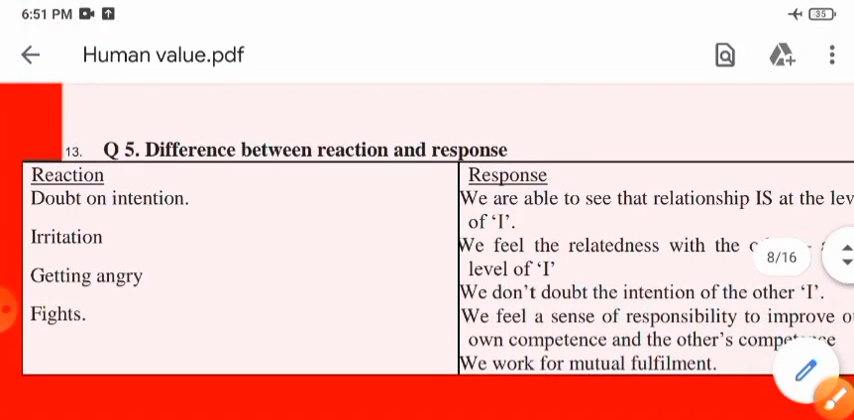 6:51 PM 35
Human value.pdf
13. Q 5. Difference between reaction and response
Reaction
Doubt on intention.
Irritation
Getting angry
Fights.
Response
We are able to see that relationship IS at the
of ‘I’.
We feel the relatedness with the
level of ‘I’
We don’t doubt the intention of the other ‘I’.
We feel a sense of responsibility to improve
own competence and the other’s
We work for mutual fulfilment.
8/16